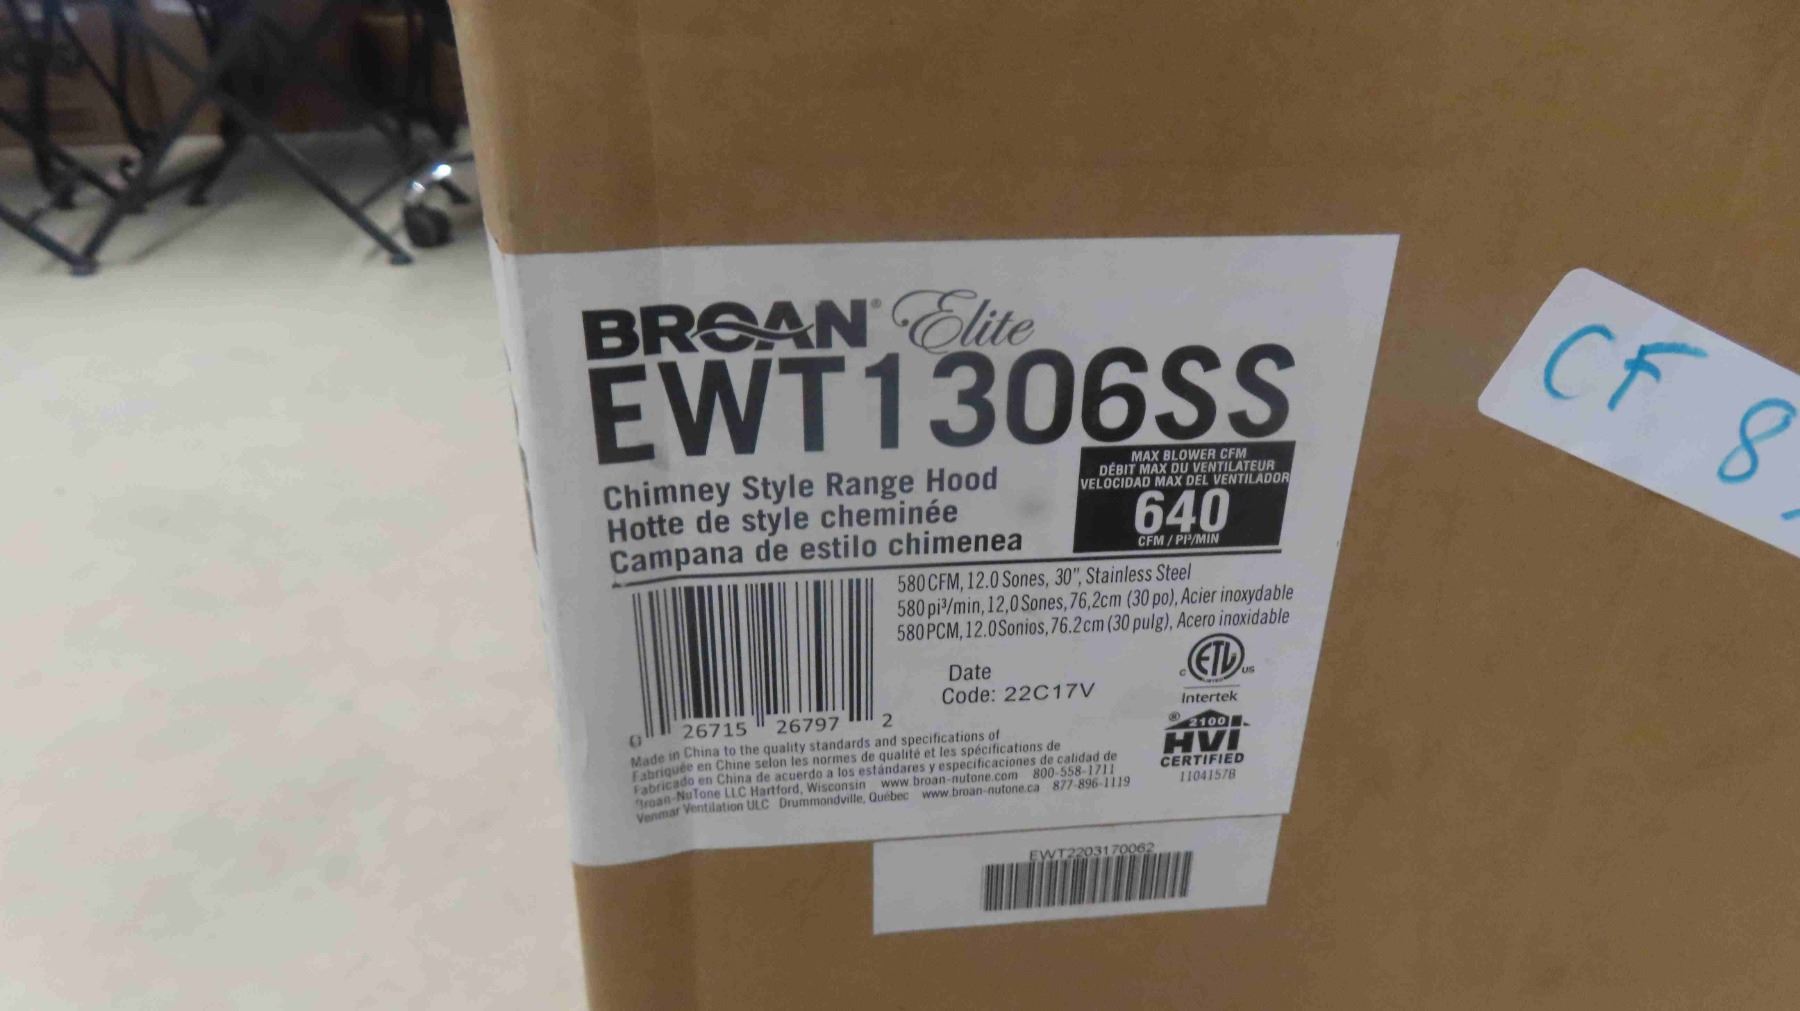 BROAN® Elite
EWT1306SS
Chimney Style Range Hood
Hotte de style cheminée
Campana de estilo chimenea
MAX BLOWER CFM
DÉBIT MAX DU VENTILATEUR
VELOCIDAD MAX DEL VENTILADOR
640
CFM / PI³/MIN
580 CFM, 12.0 Sones, 30", Stainless Steel
580 pi³/min, 12,0 Sones, 76,2cm (30 po), Acier inoxydable
580 PCM, 12.0 Sonios, 76.2cm (30 pulg), Acero inoxidable
Date
Code: 22C17V
26715 26797 2
C ETL US
Intertek
® 2100
HVI
CERTIFIED
1104157B
Made in China to the quality standards and specifications of
Fabriquée en Chine selon les normes de qualité et les spécifications de
Fabricado en China de acuerdo a los estándares y especificaciones de calidad de
Broan-NuTone LLC Hartford, Wisconsin www.broan-nutone.com 800-558-1711
Venmar Ventilation ULC Drummondville, Québec www.broan-nutone.ca 877-896-1119
EWT2203170062
CF 8